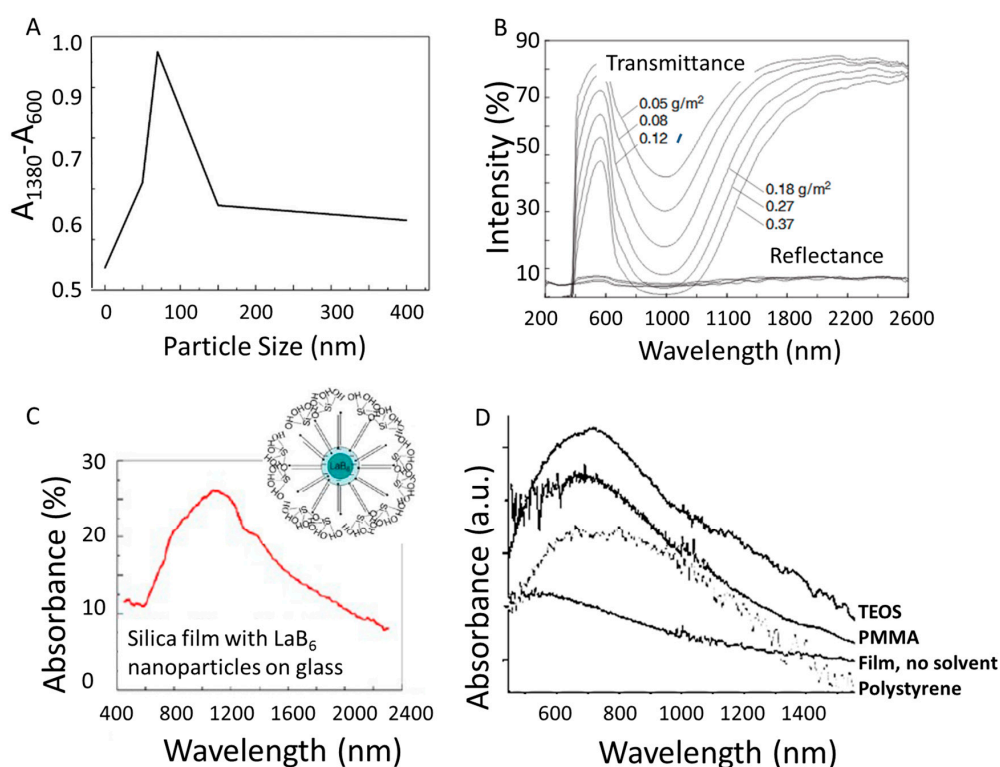 A
1.0
0.9
0.7
0.6
0.5
A1380-A600
0
100
200
300
400
Particle Size (nm)
B
90
70
50
30
10
Intensity (%)
Transmittance
0.05 g/m²
0.08
0.12
0.18 g/m²
0.27
0.37
Reflectance
200 600 1000 1100 1400 1800 2200 2600
Wavelength (nm)
C
30
20
10
0
Absorbance (%)
LaB6
Silica film with LaB6
nanoparticles on glass
400 800 1200 1600 2000 2400
Wavelength (nm)
D
Absorbance (a.u.)
TEOS
PMMA
Film, no solvent
Polystyrene
600 800 1000 1200 1400
Wavelength (nm)